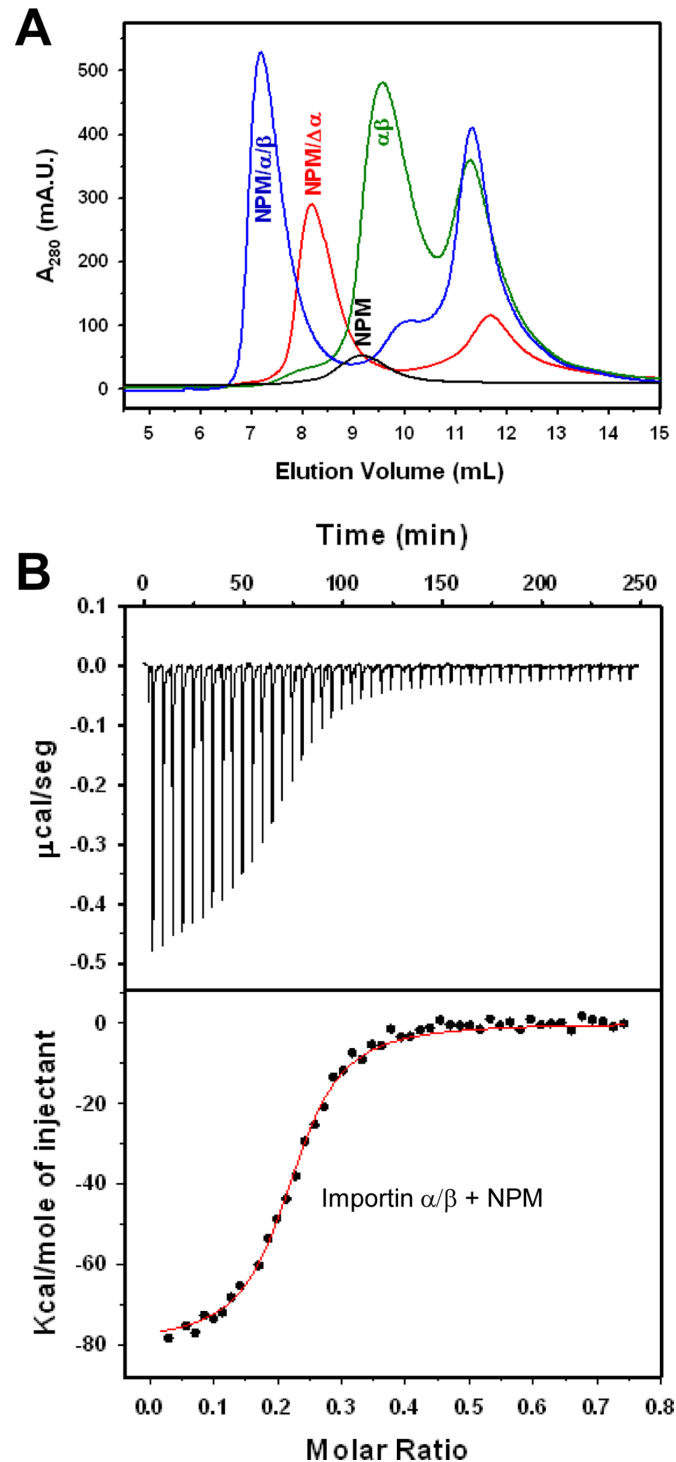 A
A₂₈₀ (mA.U.)
500
400
300
200
100
0
NPM/α/β
NPM/Δα
αβ
NPM
5 6 7 8 9 10 11 12 13 14 15
Elution Volume (mL)
B
Time (min)
0 50 100 150 200 250
0.1
0.0
-0.1
-0.2
-0.3
-0.4
-0.5
μcal/seg
0
-20
-40
-60
-80
Kcal/mole of injectant
Importin α/β + NPM
0.0 0.1 0.2 0.3 0.4 0.5 0.6 0.7 0.8
Molar Ratio